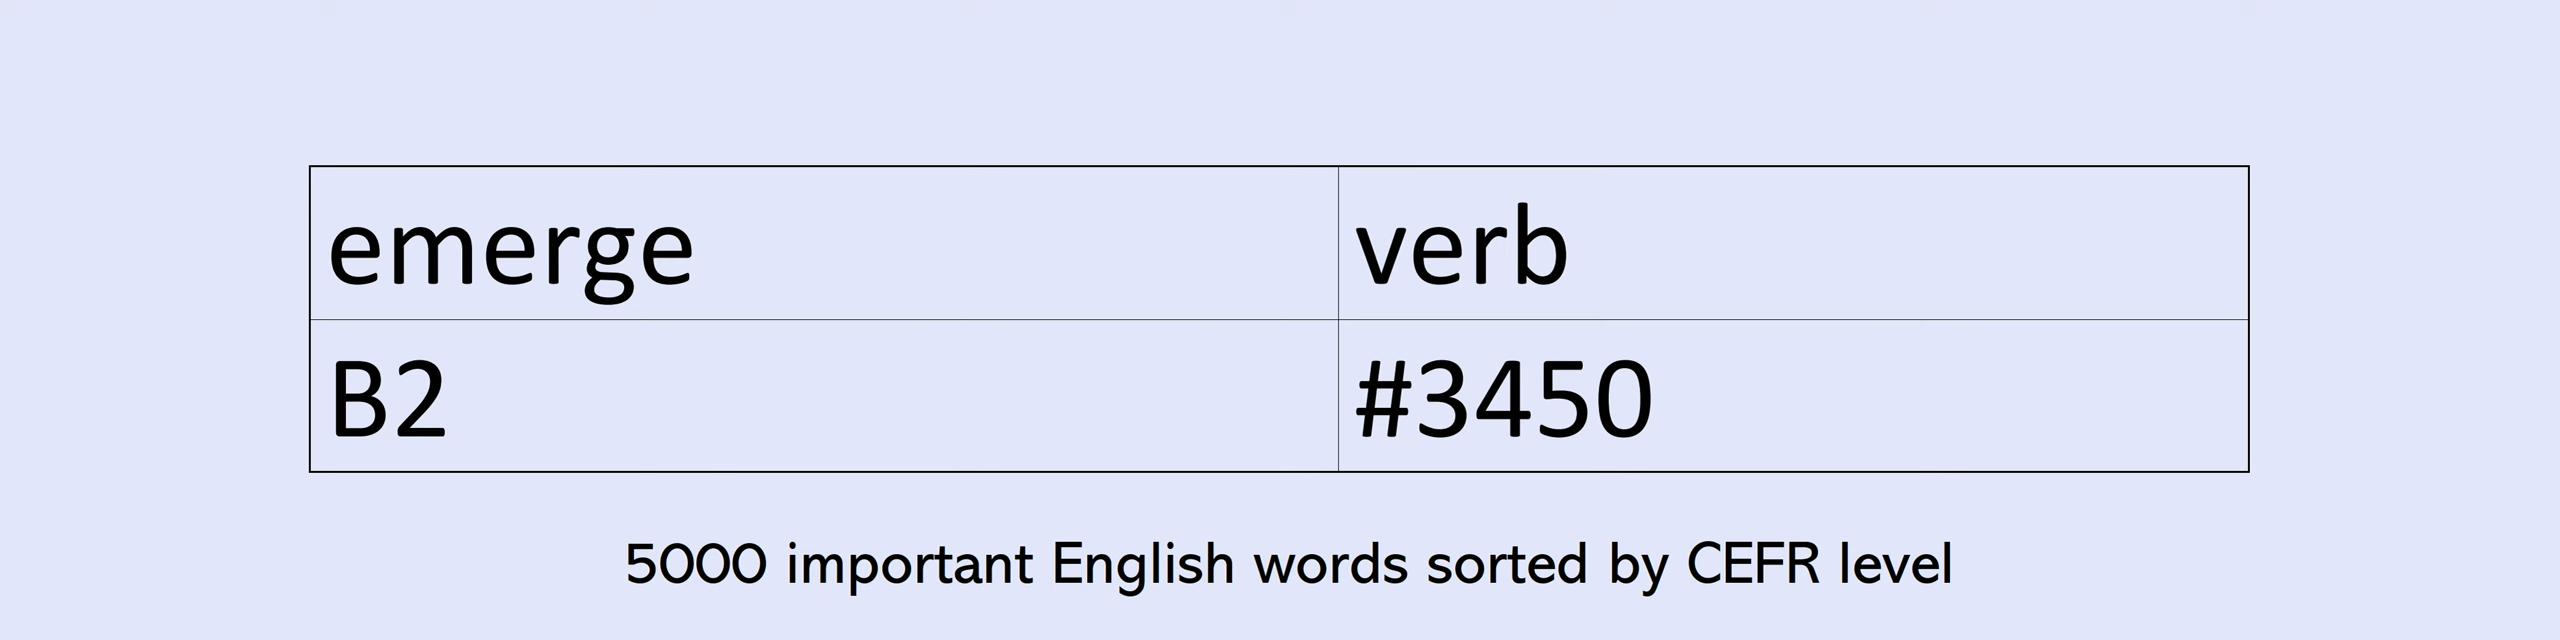 emerge verb
B2 #3450
5000 important English words sorted by CEFR level